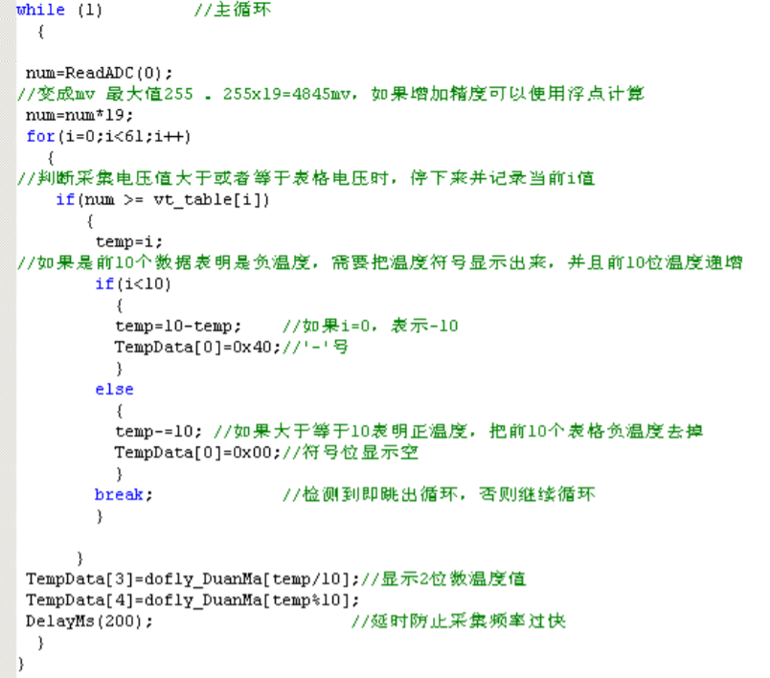 while (1)          //主循环
{
num=ReadADC(0);
//变成mv 最大值255 . 255x19=4845mv，如果增加精度可以使用浮点计算
num=num*19;
for(i=0;i<61;i++)
{
//判断采集电压值大于或者等于表格电压时，停下来并记录当前i值
if(num >= vt_table[i])
{
temp=i;
//如果是前10个数据表明是负温度，需要把温度符号显示出来，并且前10位温度递增
if(i<10)
{
temp=10-temp;    //如果i=0，表示-10
TempData[0]=0x40;//'-'号
}
else
{
temp-=10; //如果大于等于10表明正温度，把前10个表格负温度去掉
TempData[0]=0x00;//符号位显示空
}
break;              //检测到即跳出循环，否则继续循环
}
}
TempData[3]=dofly_DuanMa[temp/10];//显示2位数温度值
TempData[4]=dofly_DuanMa[temp%10];
DelayMs(200);                     //延时防止采集频率过快
}
}